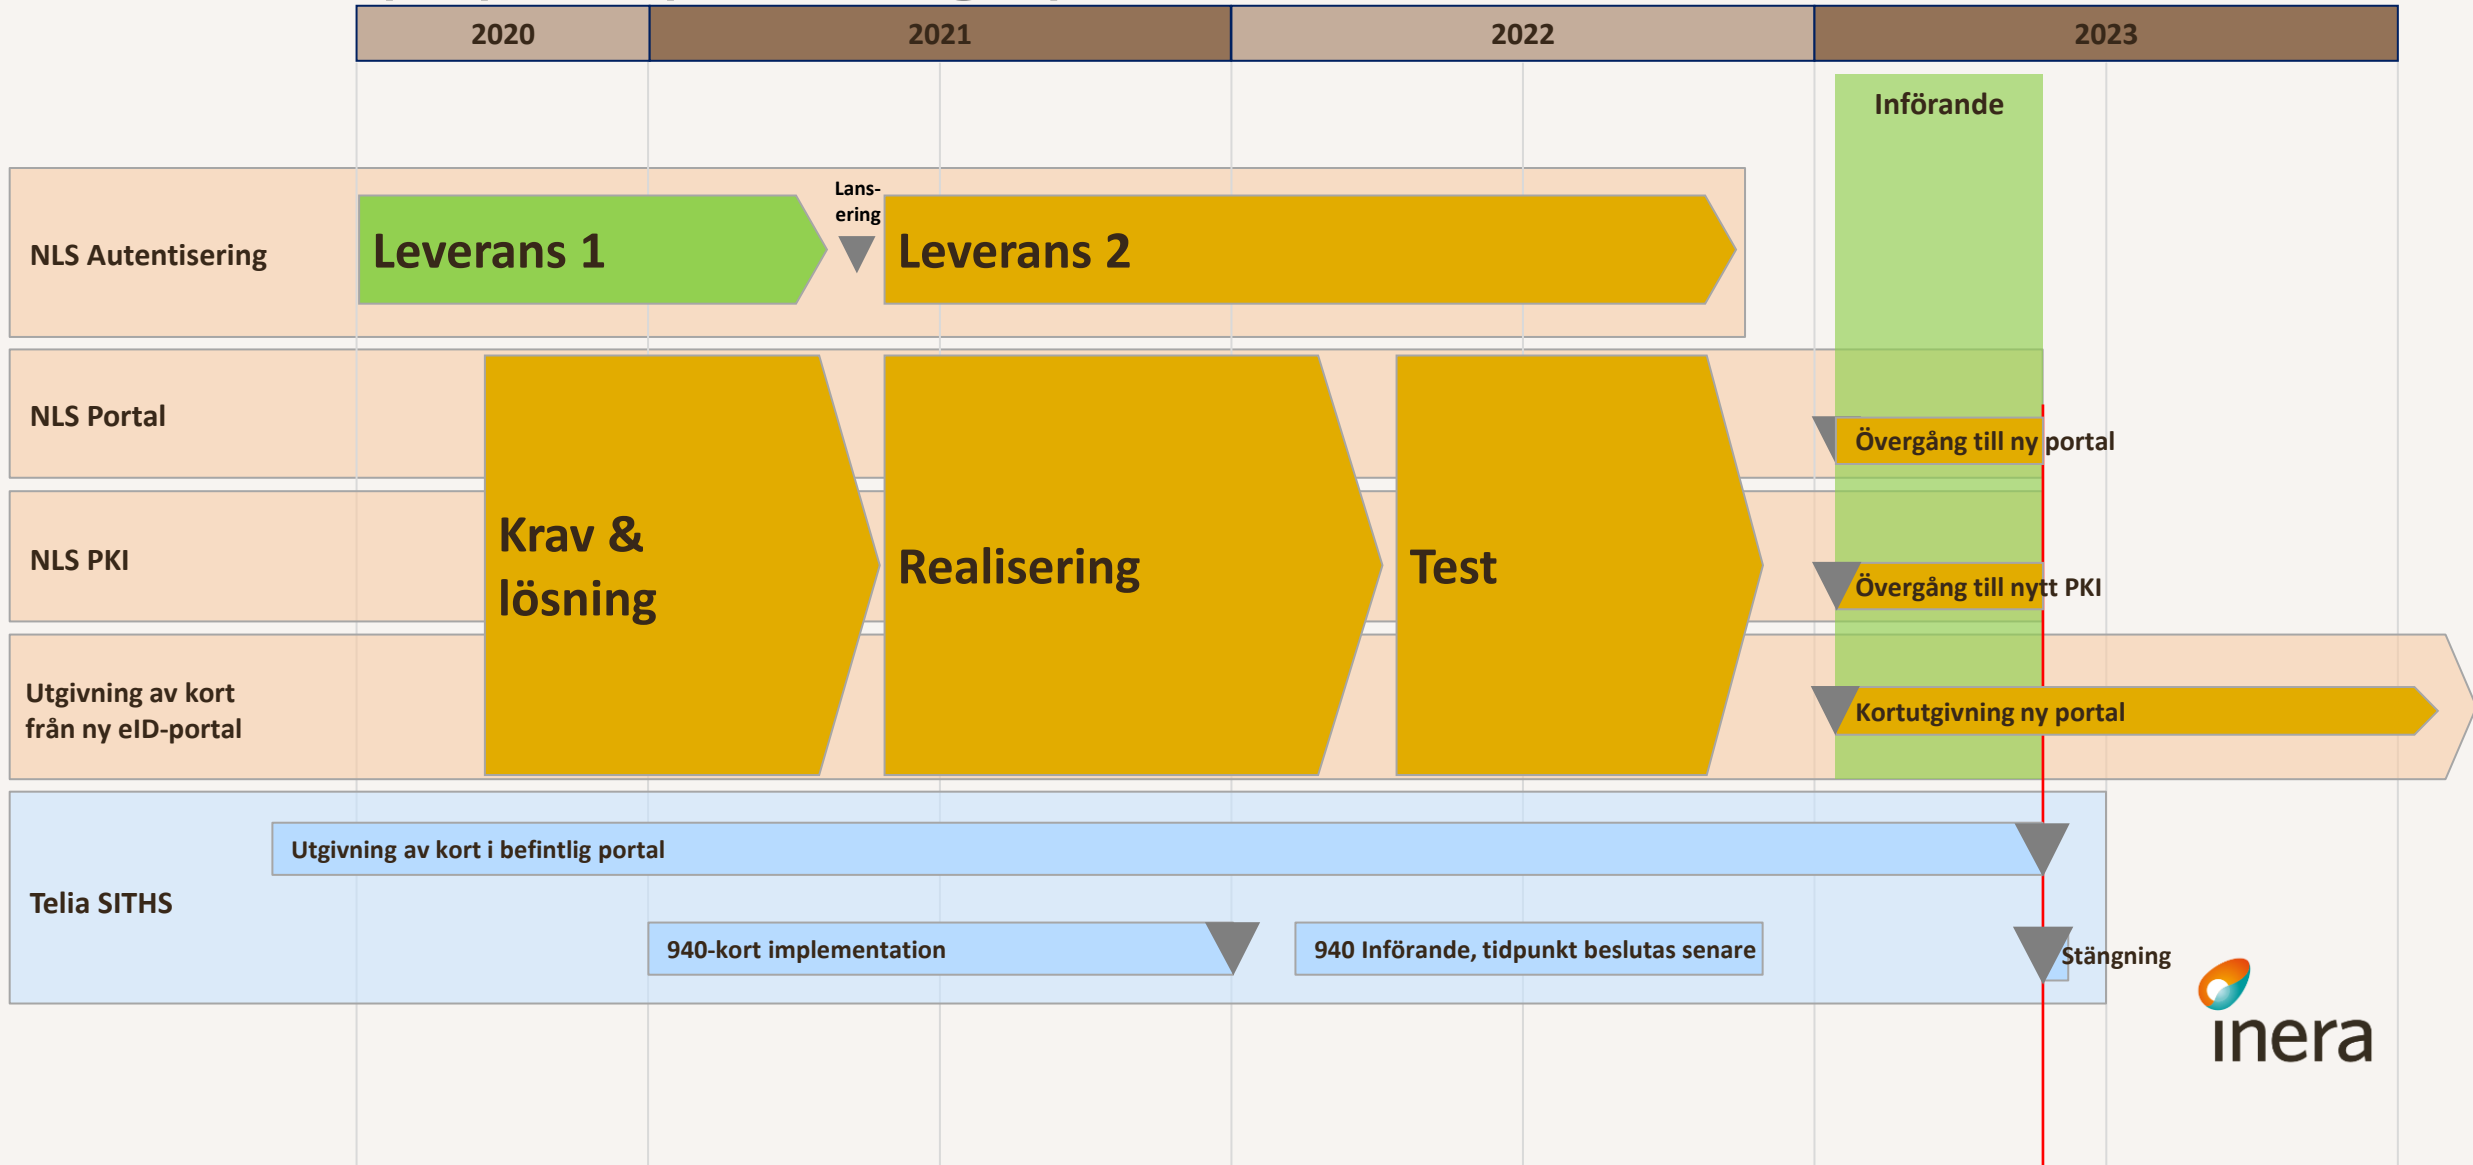 2020 2021 2022 2023
Införande
Lans-
ering
NLS Autentisering
Leverans 1
Leverans 2
NLS Portal
Övergång till ny portal
Krav &
lösning
Realisering
Test
NLS PKI
Övergång till nytt PKI
Utgivning av kort
från ny eID-portal
Kortutgivning ny portal
Utgivning av kort i befintlig portal
Telia SITHS
940-kort implementation
940 Införande, tidpunkt beslutas senare
Stängning
inera